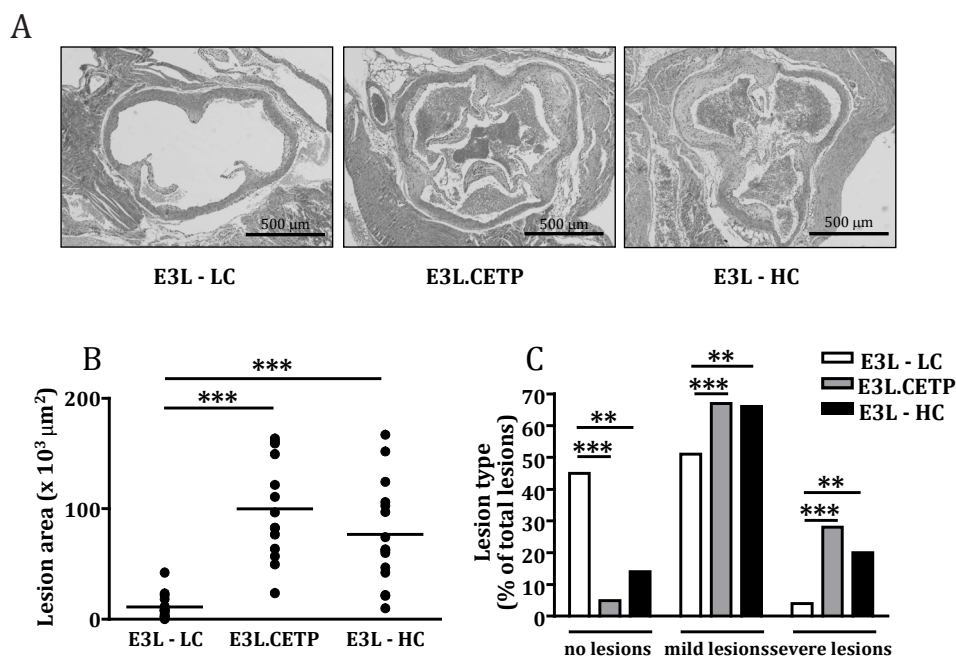 A
500 μm
500 μm
500 μm
E3L - LC
E3L.CETP
E3L - HC
B
***
***
Lesion area (x 10³ μm²)
200
100
0
E3L - LC
E3L.CETP
E3L - HC
C
E3L - LC
E3L.CETP
E3L - HC
Lesion type
(% of total lesions)
70
60
50
40
30
20
10
0
**
***
**
***
**
***
no lesions
mild lesions
severe lesions